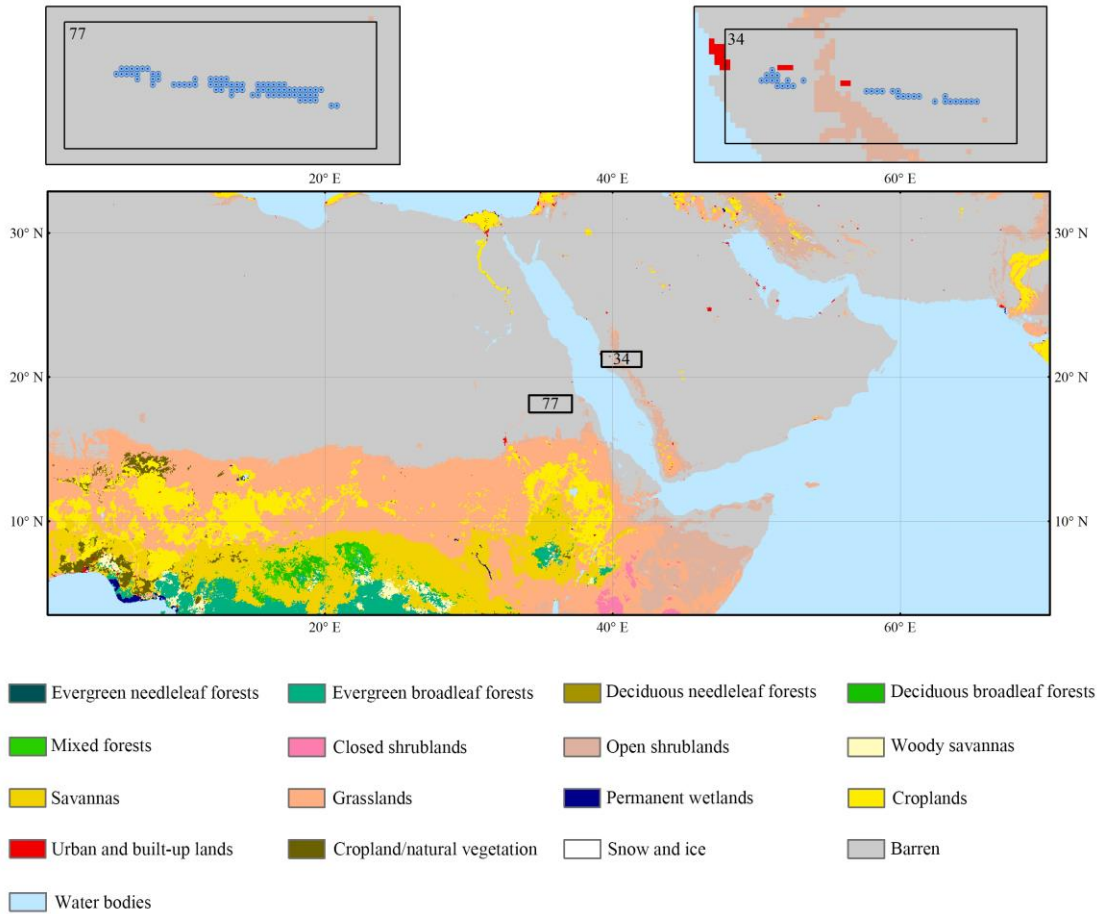 77
34
20° E 40° E 60° E
30° N 30° N
34
20° N 20° N
77
10° N 10° N
20° E 40° E 60° E
Evergreen needleleaf forests Evergreen broadleaf forests Deciduous needleleaf forests Deciduous broadleaf forests
Mixed forests Closed shrublands Open shrublands Woody savannas
Savannas Grasslands Permanent wetlands Croplands
Urban and built-up lands Cropland/natural vegetation Snow and ice Barren
Water bodies